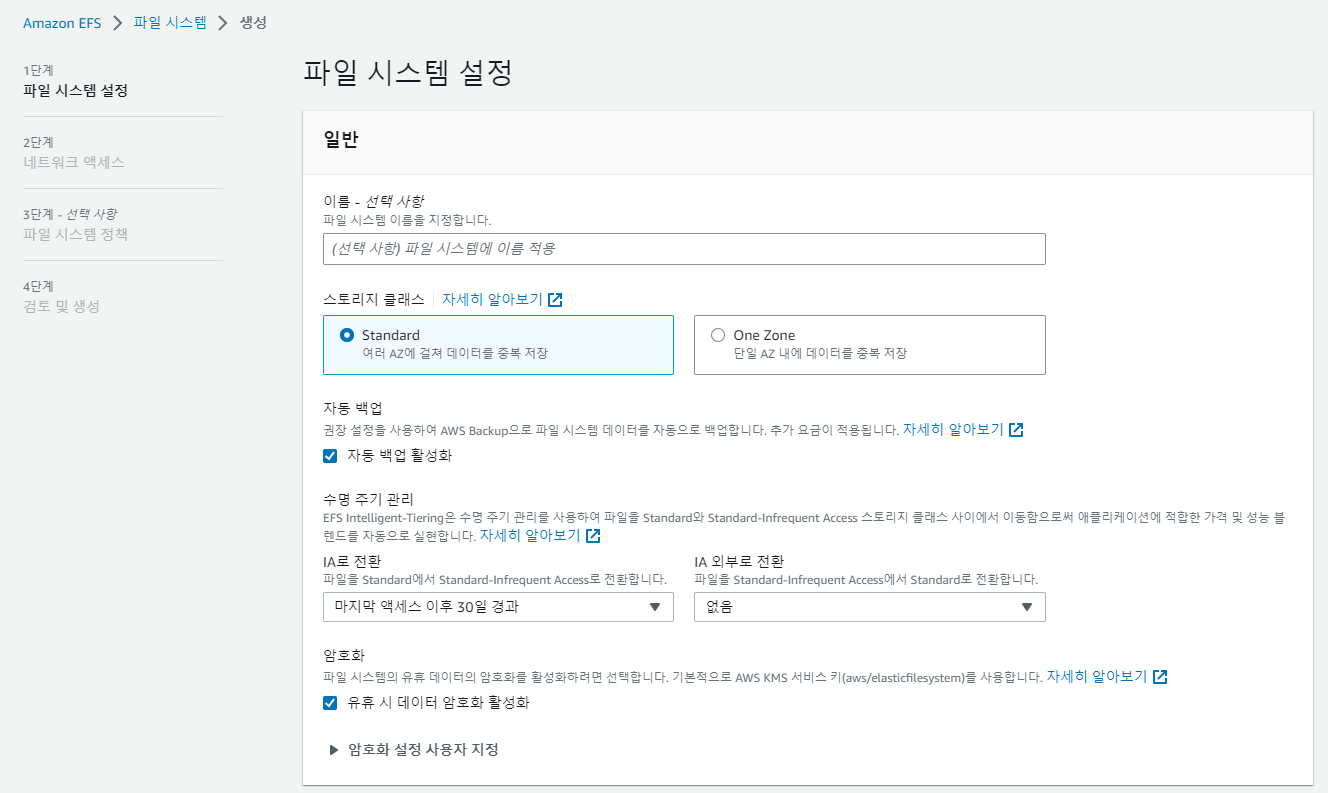 Amazon EFS > 파일 시스템 > 생성
1단계
파일 시스템 설정
2단계
네트워크 액세스
3단계 - 선택 사항
파일 시스템 정책
4단계
검토 및 생성
파일 시스템 설정
일반
이름 - 선택 사항
파일 시스템 이름을 지정합니다.
(선택 사항) 파일 시스템에 이름 적용
스토리지 클래스 자세히 알아보기
Standard
여러 AZ에 걸쳐 데이터를 중복 저장
One Zone
단일 AZ 내에 데이터를 중복 저장
자동 백업
권장 설정을 사용하여 AWS Backup으로 파일 시스템 데이터를 자동으로 백업합니다. 추가 요금이 적용됩니다. 자세히 알아보기
자동 백업 활성화
수명 주기 관리
EFS Intelligent-Tiering은 수명 주기 관리를 사용하여 파일을 Standard와 Standard-Infrequent Access 스토리지 클래스 사이에서 이동함으로써 애플리케이션에 적합한 가격 및 성능 블
렌드를 자동으로 실현합니다. 자세히 알아보기
IA로 전환
파일을 Standard에서 Standard-Infrequent Access로 전환합니다.
마지막 액세스 이후 30일 경과
IA 외부로 전환
파일을 Standard-Infrequent Access에서 Standard로 전환합니다.
없음
암호화
파일 시스템의 유휴 데이터의 암호화를 활성화하려면 선택합니다. 기본적으로 AWS KMS 서비스 키(aws/elasticfilesystem)를 사용합니다. 자세히 알아보기
유휴 시 데이터 암호화 활성화
암호화 설정 사용자 지정